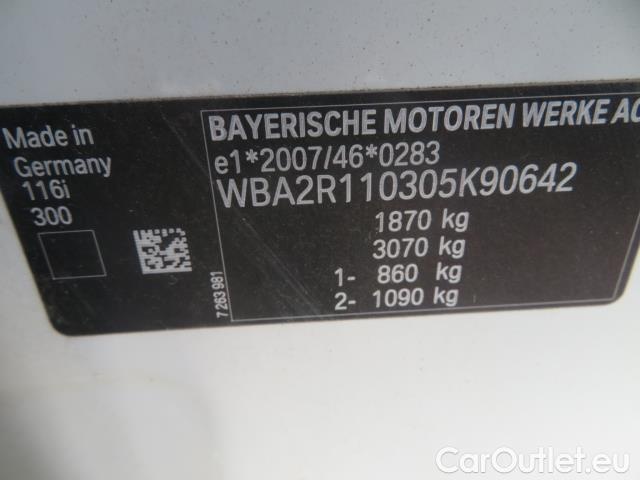 Made in
Germany
116i
300
7 263 981
BAYERISCHE MOTOREN WERKE AG
e1*2007/46*0283
WBA2R110305K90642
1870 kg
3070 kg
1- 860 kg
2- 1090 kg
CarOutlet.eu